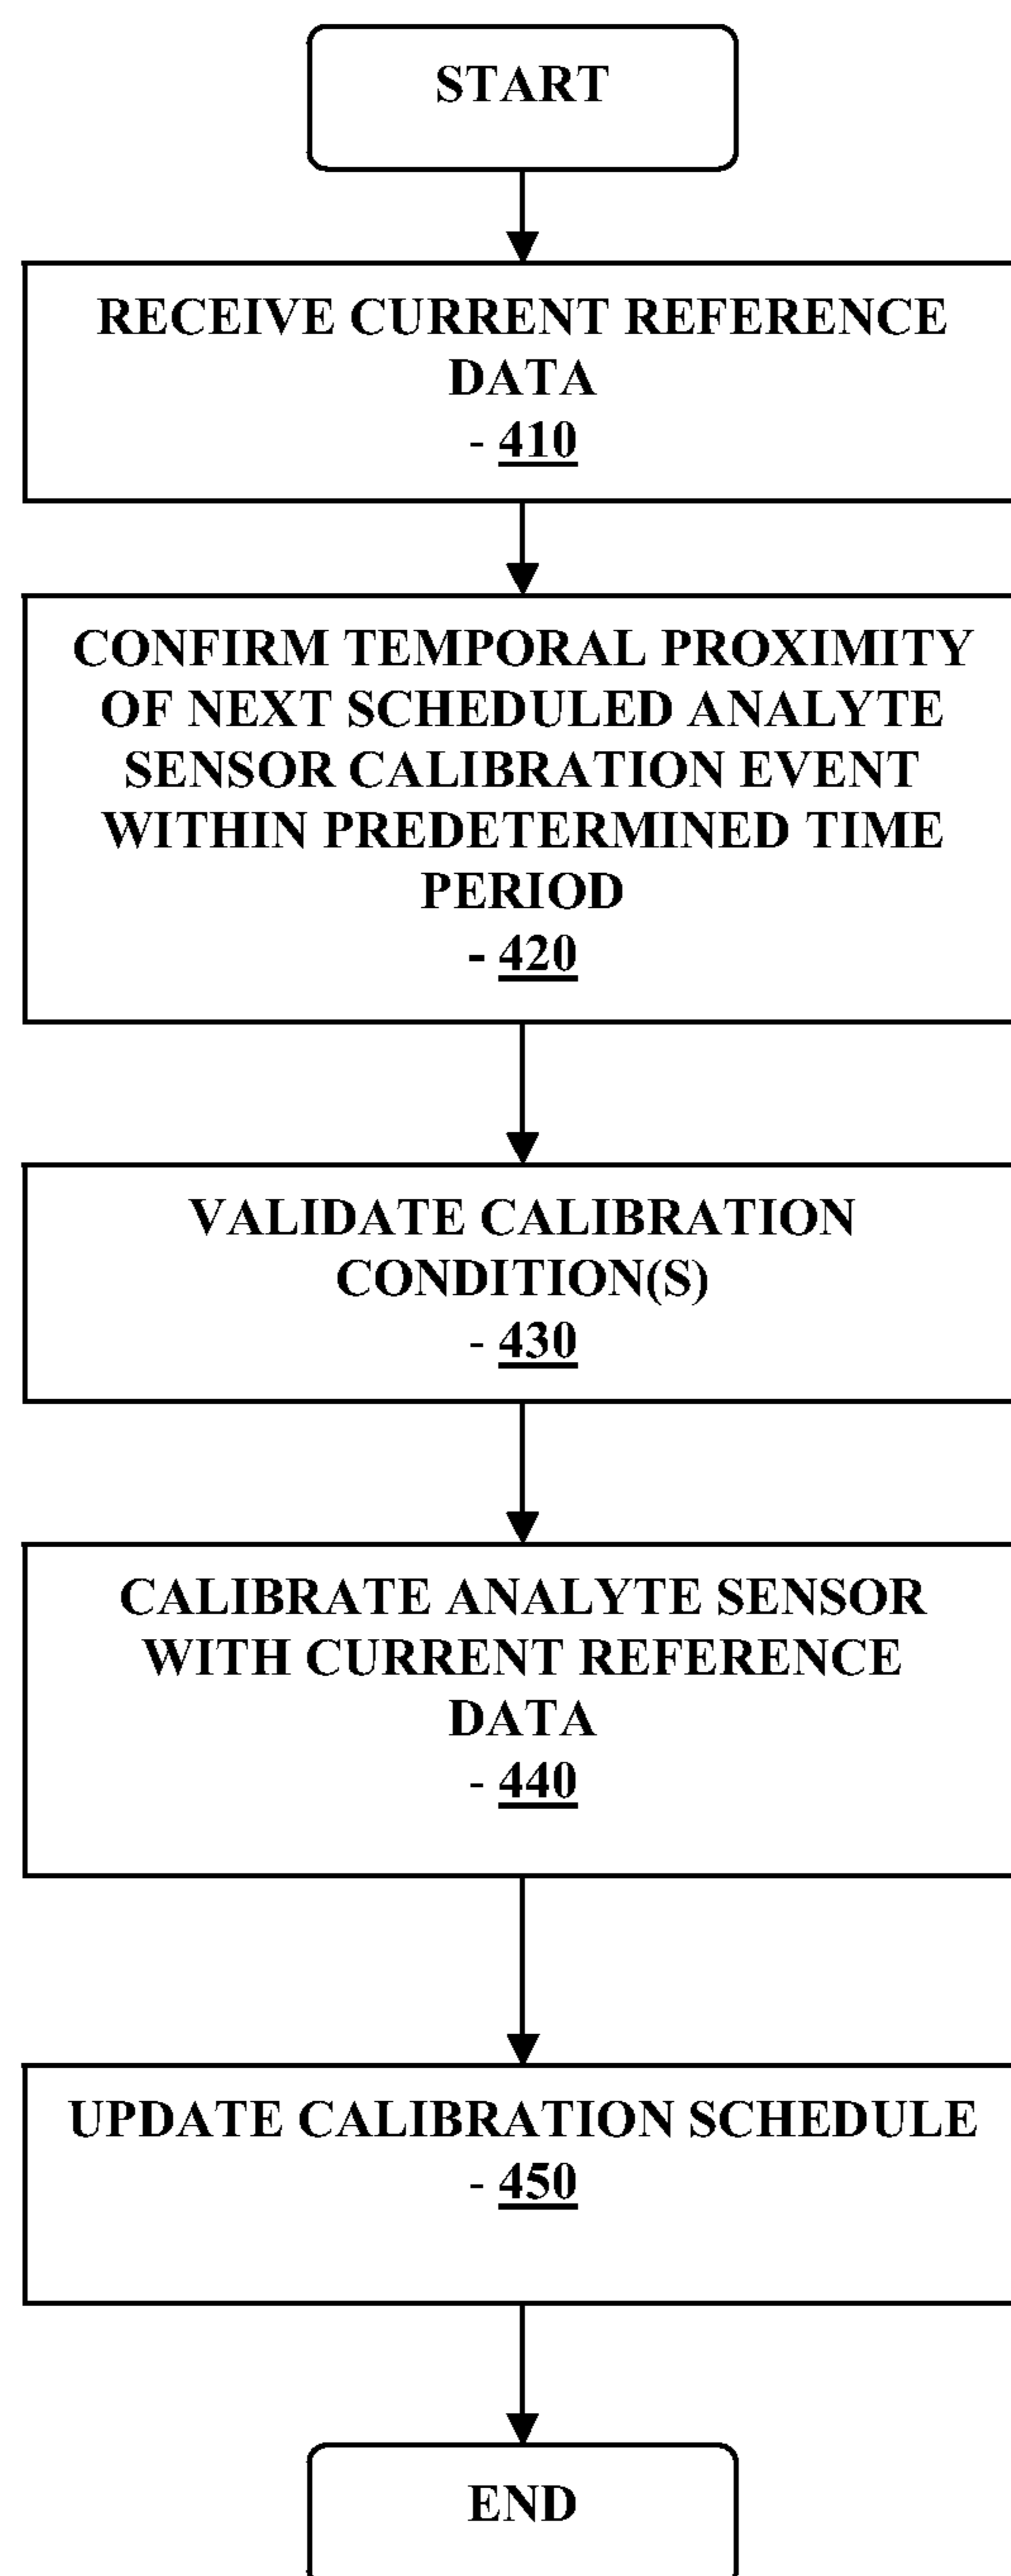 START
RECEIVE CURRENT REFERENCE
DATA
- 410
CONFIRM TEMPORAL PROXIMITY
OF NEXT SCHEDULED ANALYTE
SENSOR CALIBRATION EVENT
WITHIN PREDETERMINED TIME
PERIOD
- 420
VALIDATE CALIBRATION
CONDITION(S)
- 430
CALIBRATE ANALYTE SENSOR
WITH CURRENT REFERENCE
DATA
- 440
UPDATE CALIBRATION SCHEDULE
- 450
END